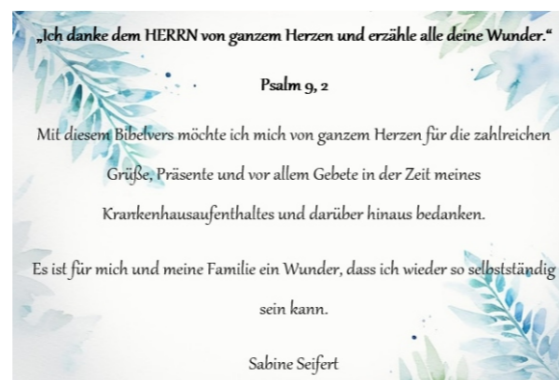 „Ich danke dem HERRN von ganzem Herzen und erzähle alle deine Wunder.“
Psalm 9, 2
Mit diesem Bibelvers möchte ich mich von ganzem Herzen für die zahlreichen
Grüße, Präsente und vor allem Gebete in der Zeit meines
Krankenhausaufenthaltes und darüber hinaus bedanken.
Es ist für mich und meine Familie ein Wunder, dass ich wieder so selbstständig
sein kann.
Sabine Seifert